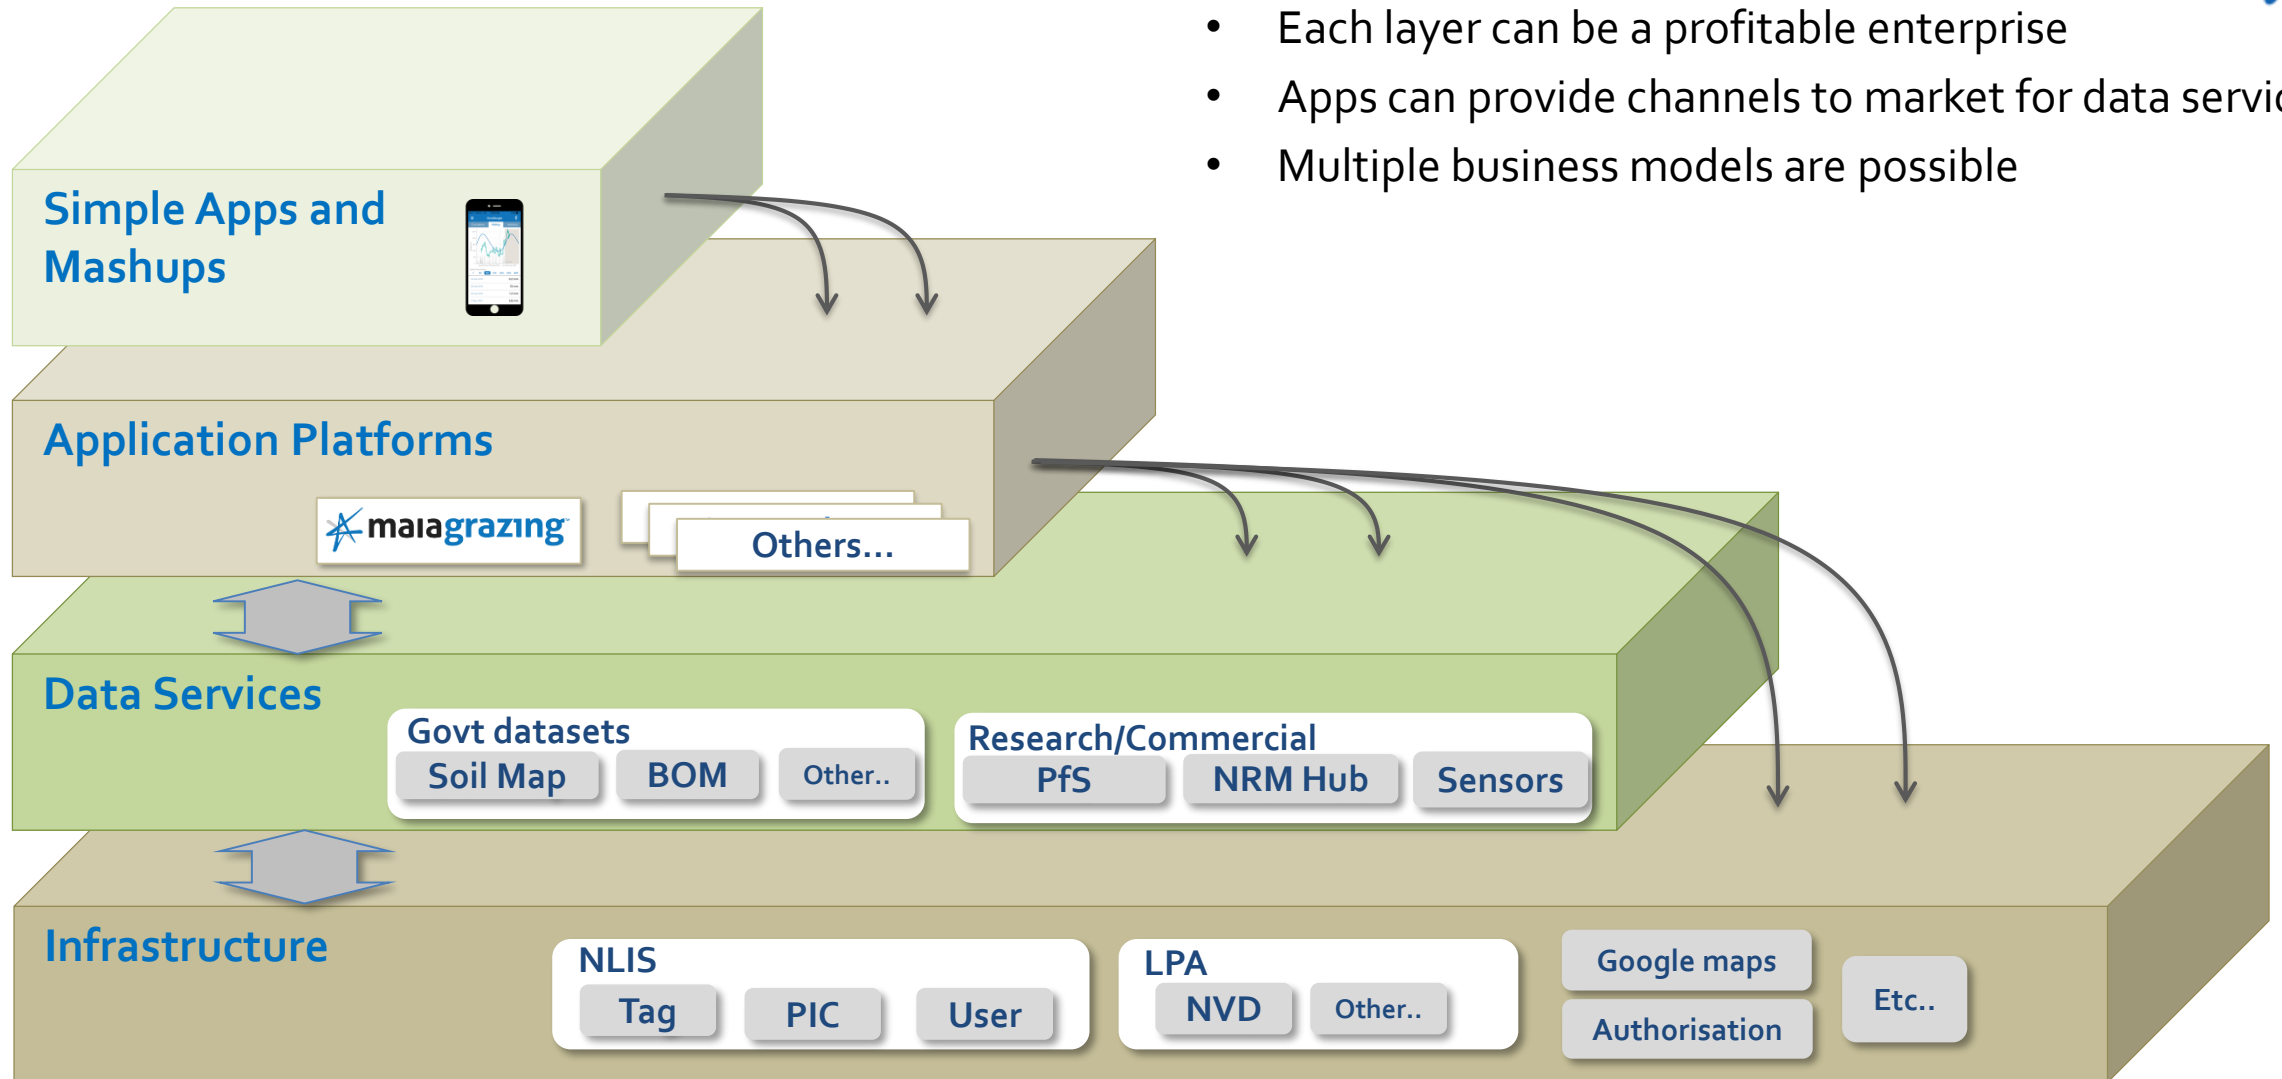 • Each layer can be a profitable enterprise
• Apps can provide channels to market for data servic
• Multiple business models are possible
Simple Apps and
Mashups
Application Platforms
maiagrazing
Others...
Data Services
Govt datasets
Soil Map
BOM
Other..
Research/Commercial
PfS
NRM Hub
Sensors
Infrastructure
NLIS
Tag
PIC
User
LPA
NVD
Other..
Google maps
Authorisation
Etc..